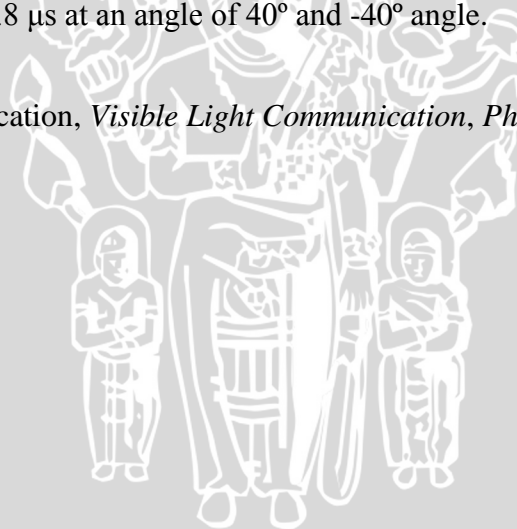 .8 μs at an angle of 40º and -40º angle.
cation, Visible Light Communication, Ph